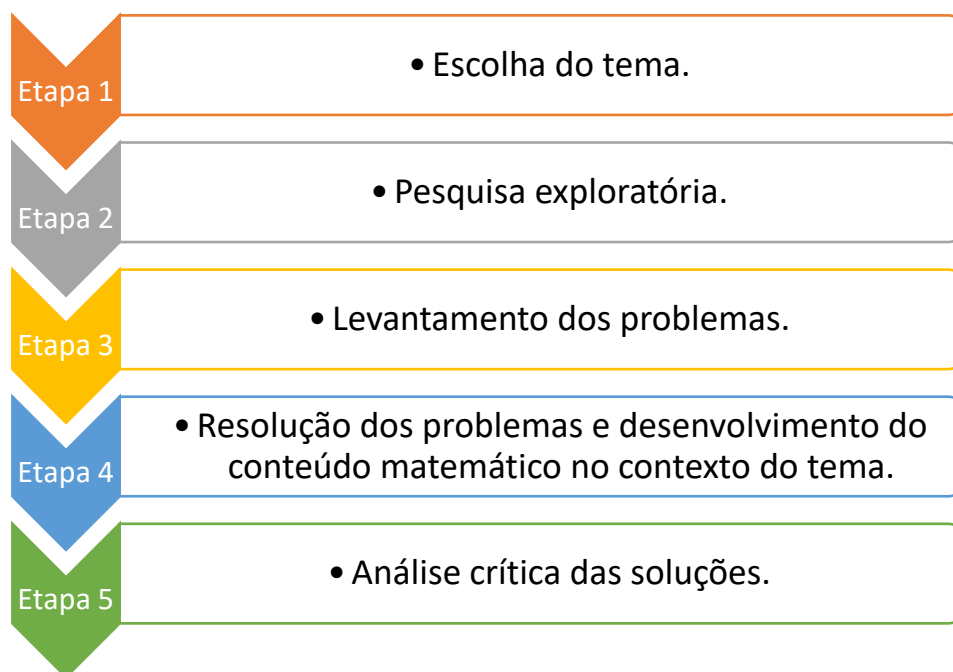 Etapa 1
• Escolha do tema.
Etapa 2
• Pesquisa exploratória.
Etapa 3
• Levantamento dos problemas.
Etapa 4
• Resolução dos problemas e desenvolvimento do
conteúdo matemático no contexto do tema.
Etapa 5
• Análise crítica das soluções.